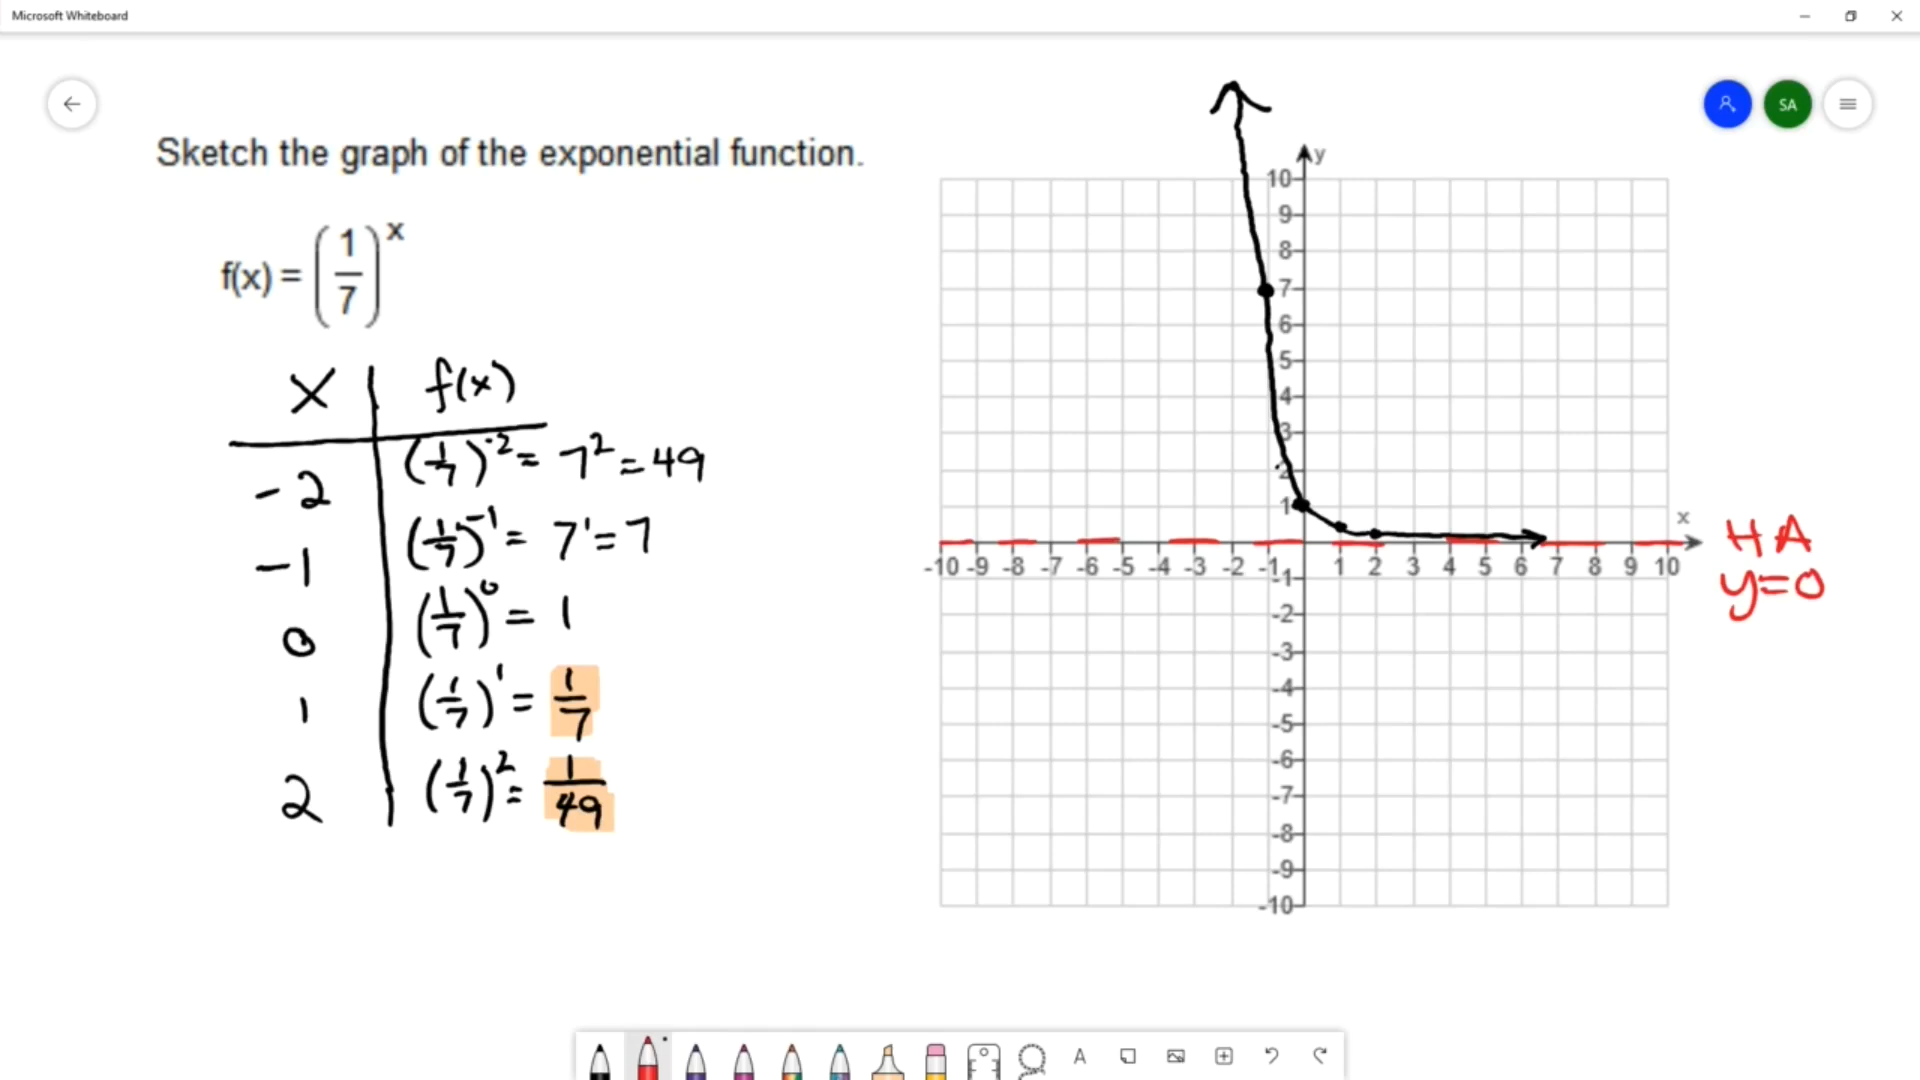 Microsoft Whiteboard
SA
Sketch the graph of the exponential function.
f(x) = (1/7)^x
x | f(x)
-2 | (1/7)^-2 = 7^2 = 49
-1 | (1/7)^-1 = 7^1 = 7
0 | (1/7)^0 = 1
1 | (1/7)^1 = 1/7
2 | (1/7)^2 = 1/49
y
10
9
8
7
6
5
4
3
2
1
x
-10 -9 -8 -7 -6 -5 -4 -3 -2 -1 1 2 3 4 5 6 7 8 9 10
-1
-2
-3
-4
-5
-6
-7
-8
-9
-10
HA
y=0
A